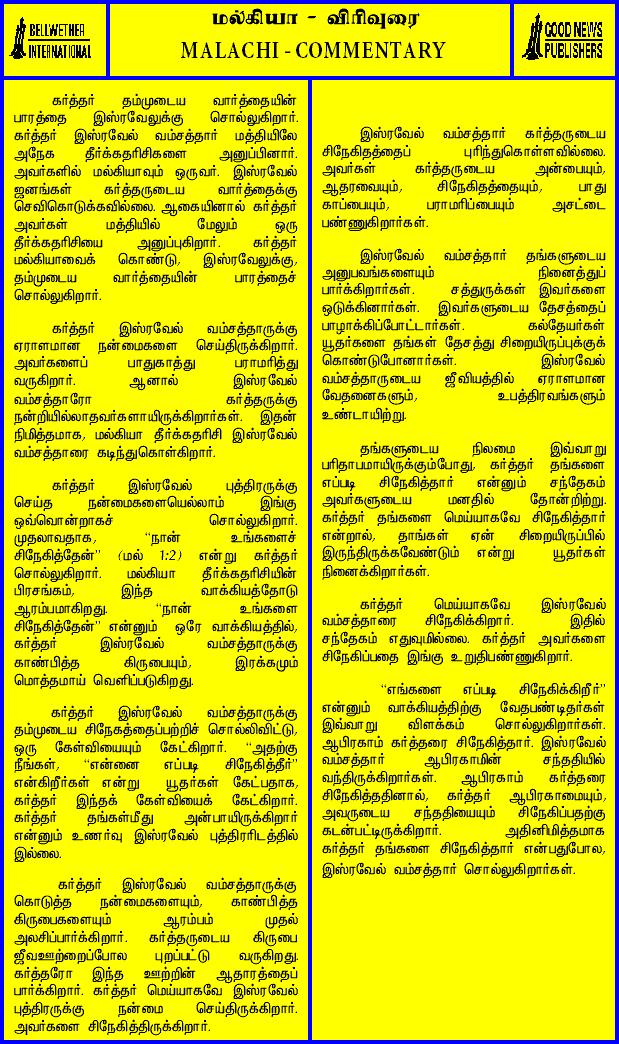 BELLWETHER
INTERNATIONAL
மல்கியா - விரிவுரை
MALACHI - COMMENTARY
GOOD NEWS
PUBLISHERS
கர்த்தர் தம்முடைய வார்த்தையின்
பாரத்தை இஸ்ரவேலுக்கு சொல்லுகிறார்.
கர்த்தர் இஸ்ரவேல் வம்சத்தார் மத்தியிலே
அநேக தீர்க்கதரிசிகளை அனுப்பினார்.
அவர்களில் மல்கியாவும் ஒருவர். இஸ்ரவேல்
ஜனங்கள் கர்த்தருடைய வார்த்தைக்கு
செவிகொடுக்கவில்லை. ஆகையினால் கர்த்தர்
அவர்கள் மத்தியில் மேலும் ஒரு
தீர்க்கதரிசியை அனுப்புகிறார். கர்த்தர்
மல்கியாவைக் கொண்டு, இஸ்ரவேலுக்கு,
தம்முடைய வார்த்தையின் பாரத்தைச்
சொல்லுகிறார்.
கர்த்தர் இஸ்ரவேல் வம்சத்தாருக்கு
ஏராளமான நன்மைகளை செய்திருக்கிறார்.
அவர்களைப் பாதுகாத்து பராமரித்து
வருகிறார். ஆனால் இஸ்ரவேல்
வம்சத்தாரோ கர்த்தருக்கு
நன்றியில்லாதவர்களாயிருக்கிறார்கள். இதன்
நிமித்தமாக, மல்கியா தீர்க்கதரிசி இஸ்ரவேல்
வம்சத்தாரை கடிந்துகொள்கிறார்.
கர்த்தர் இஸ்ரவேல் புத்திரருக்கு
செய்த நன்மைகளையெல்லாம் இங்கு
ஒவ்வொன்றாகச் சொல்லுகிறார்.
முதலாவதாக, “நான் உங்களைச்
சிநேகித்தேன்” (மல் 1:2) என்று கர்த்தர்
சொல்லுகிறார். மல்கியா தீர்க்கதரிசியின்
பிரசங்கம், இந்த வாக்கியத்தோடு
ஆரம்பமாகிறது. “நான் உங்களை
சிநேகித்தேன்” என்னும் ஒரே வாக்கியத்தில்,
கர்த்தர் இஸ்ரவேல் வம்சத்தாருக்கு
காண்பித்த கிருபையும், இரக்கமும்
மொத்தமாய் வெளிப்படுகிறது.
கர்த்தர் இஸ்ரவேல் வம்சத்தாருக்கு
தம்முடைய சிநேகத்தைப்பற்றிச் சொல்லிவிட்டு,
ஒரு கேள்வியையும் கேட்கிறார். “அதற்கு
நீங்கள், “என்னை எப்படி சிநேகித்தீர்”
என்கிறீர்கள் என்று யூதர்கள் கேட்பதாக,
கர்த்தர் இந்தக் கேள்வியைக் கேட்கிறார்.
கர்த்தர் தங்கள்மீது அன்பாயிருக்கிறார்
என்னும் உணர்வு இஸ்ரவேல் புத்திரரிடத்தில்
இல்லை.
கர்த்தர் இஸ்ரவேல் வம்சத்தாருக்கு
கொடுத்த நன்மைகளையும், காண்பித்த
கிருபைகளையும் ஆரம்பம் முதல்
அலசிப்பார்க்கிறார். கர்த்தருடைய கிருபை
ஜீவஊற்றைப்போல புறப்பட்டு வருகிறது.
கர்த்தரோ இந்த ஊற்றின் ஆதாரத்தைப்
பார்க்கிறார். கர்த்தர் மெய்யாகவே இஸ்ரவேல்
புத்திரருக்கு நன்மை செய்திருக்கிறார்.
அவர்களை சிநேகித்திருக்கிறார்.
இஸ்ரவேல் வம்சத்தார் கர்த்தருடைய
சிநேகிதத்தைப் புரிந்துகொள்ளவில்லை.
அவர்கள் கர்த்தருடைய அன்பையும்,
ஆதரவையும், சிநேகிதத்தையும், பாது
காப்பையும், பராமரிப்பையும் அசட்டை
பண்ணுகிறார்கள்.
இஸ்ரவேல் வம்சத்தார் தங்களுடைய
அனுபவங்களையும் நினைத்துப்
பார்க்கிறார்கள். சத்துருக்கள் இவர்களை
ஒடுக்கினார்கள். இவர்களுடைய தேசத்தைப்
பாழாக்கிப்போட்டார்கள். கல்தேயர்கள்
யூதர்களை தங்கள் தேசத்து சிறையிருப்புக்குக்
கொண்டுபோனார்கள். இஸ்ரவேல்
வம்சத்தாருடைய ஜீவியத்தில் ஏராளமான
வேதனைகளும், உபத்திரவங்களும்
உண்டாயிற்று.
தங்களுடைய நிலமை இவ்வாறு
பரிதாபமாயிருக்கும்போது, கர்த்தர் தங்களை
எப்படி சிநேகித்தார் என்னும் சந்தேகம்
அவர்களுடைய மனதில் தோன்றிற்று.
கர்த்தர் தங்களை மெய்யாகவே சிநேகித்தார்
என்றால், தாங்கள் ஏன் சிறையிருப்பில்
இருந்திருக்கவேண்டும் என்று யூதர்கள்
நினைக்கிறார்கள்.
கர்த்தர் மெய்யாகவே இஸ்ரவேல்
வம்சத்தாரை சிநேகிக்கிறார். இதில்
சந்தேகம் எதுவுமில்லை. கர்த்தர் அவர்களை
சிநேகிப்பதை இங்கு உறுதிபண்ணுகிறார்.
“எங்களை எப்படி சிநேகிக்கிறீர்”
என்னும் வாக்கியத்திற்கு வேதபண்டிதர்கள்
இவ்வாறு விளக்கம் சொல்லுகிறார்கள்.
ஆபிரகாம் கர்த்தரை சிநேகித்தார். இஸ்ரவேல்
வம்சத்தார் ஆபிரகாமின் சந்ததியில்
வந்திருக்கிறார்கள். ஆபிரகாம் கர்த்தரை
சிநேகித்ததினால், கர்த்தர் ஆபிரகாமையும்,
அவருடைய சந்ததியையும் சிநேகிப்பதற்கு
கடன்பட்டிருக்கிறார். அதினிமித்தமாக
கர்த்தர் தங்களை சிநேகித்தார் என்பதுபோல,
இஸ்ரவேல் வம்சத்தார் சொல்லுகிறார்கள்.